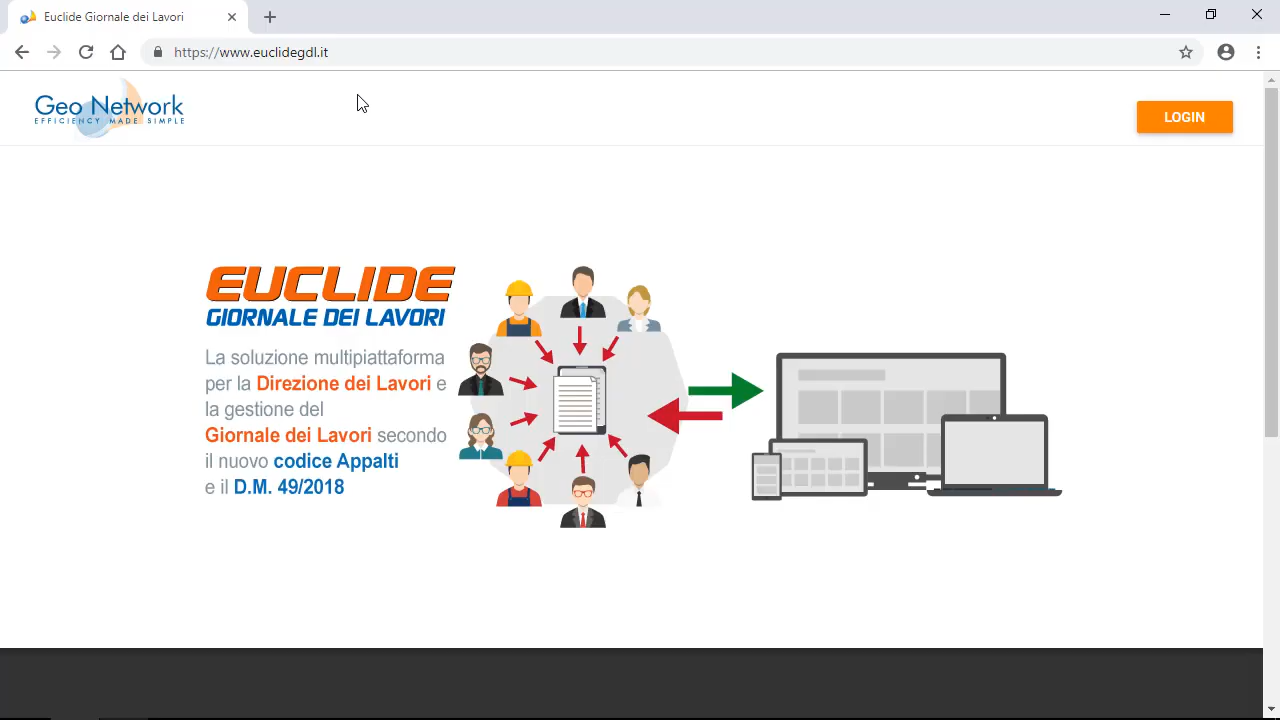 Euclide Giornale dei Lavori
https://www.euclidegdl.it
Geo Network
EFFICIENCY MADE SIMPLE
LOGIN
EUCLIDE
GIORNALE DEI LAVORI
La soluzione multipiattaforma
per la Direzione dei Lavori e
la gestione del
Giornale dei Lavori secondo
il nuovo codice Appalti
e il D.M. 49/2018